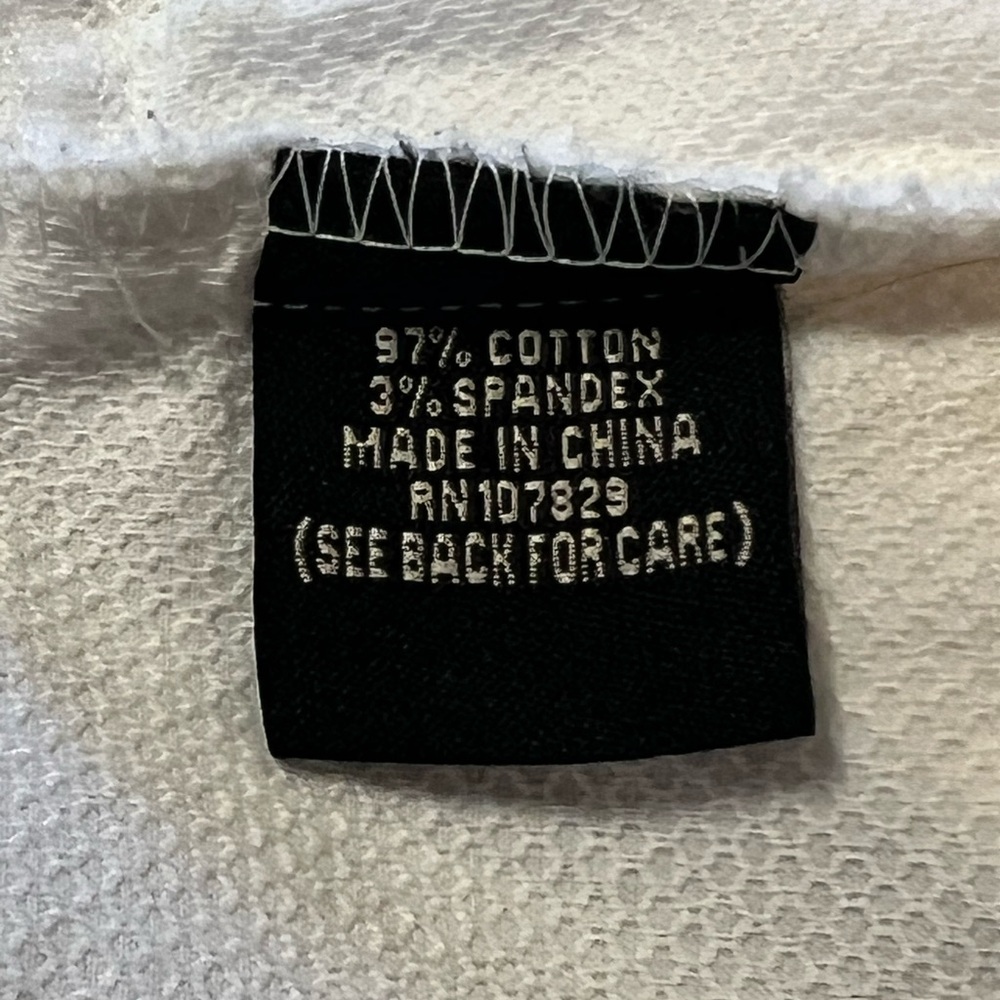 97% COTTON
3% SPANDEX
MADE IN CHINA
RN107829
(SEE BACK FOR CARE)